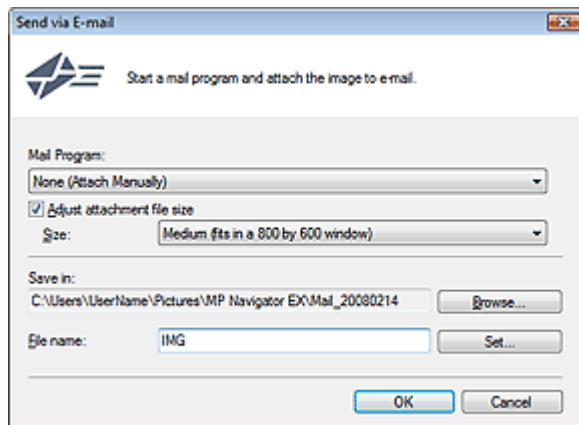 Send via E-mail
Start a mail program and attach the image to e-mail.
Mail Program:
None (Attach Manually)
Adjust attachment file size
Size: Medium (fits in a 800 by 600 window)
Save in:
C:\Users\UserName\Pictures\MP Navigator EX\Mail_20080214 Browse...
File name: IMG Set...
OK Cancel